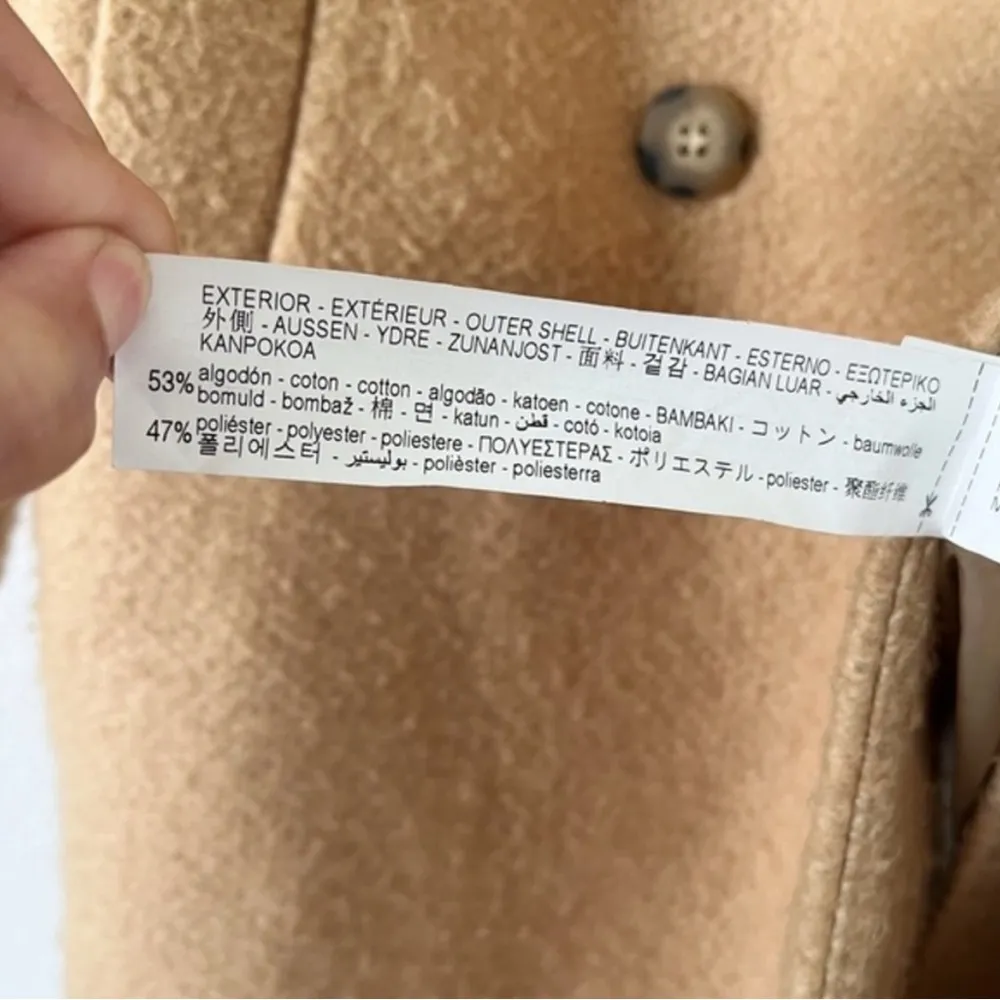 EXTERIOR - EXTÉRIEUR - OUTER SHELL - BUITENKANT - ESTERNO - ΕΞΩΤΕΡΙΚΟ
外側 - AUSSEN - YDRE - ZUNANJOST - 面料 - 겉감 - BAGIAN LUAR - الجزء الخارجي
KANPOKOA
53% algodón - coton - cotton - algodão - katoen - cotone - BAMBAKI - コットン - baumwolle
bomuld - bombaž - 棉 - 면 - katun - قطن - cotó - kotoia
47% poliéster - polyester - poliestere - ΠΟΛΥΕΣΤΕΡΑΣ - ポリエステル - poliester - 聚酯纤维
폴리에스터 - بوليستير - polièster - poliesterra